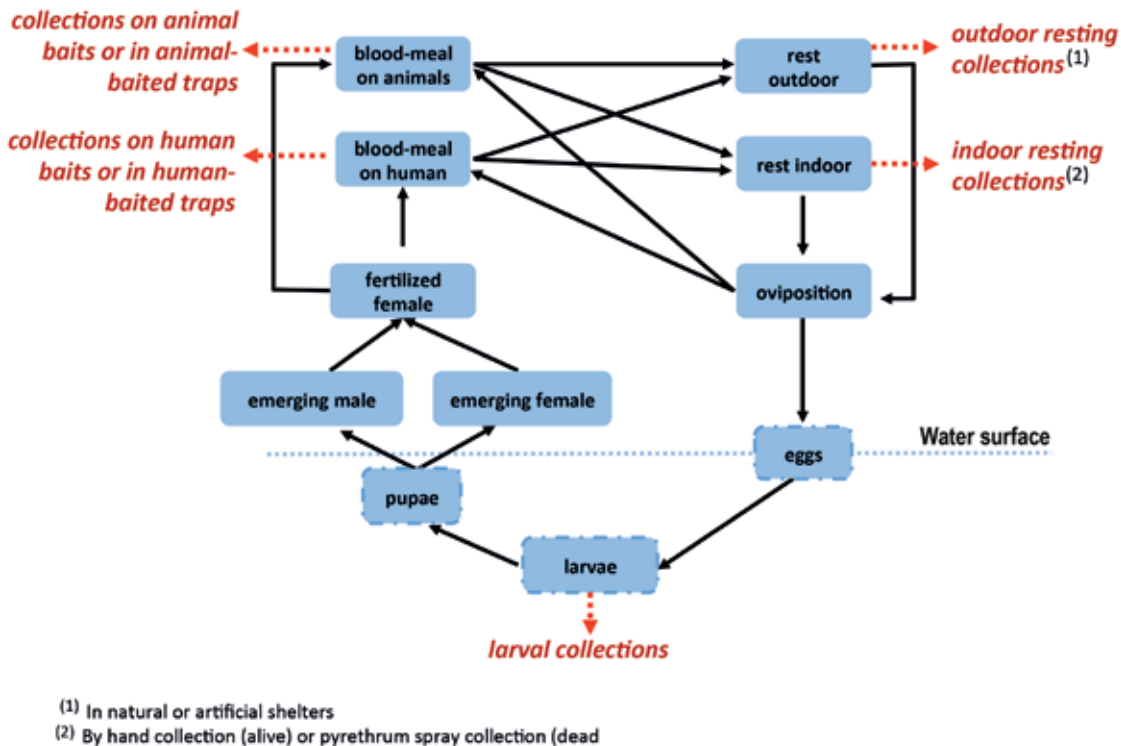 collections on animal
baits or in animal-
baited traps
blood-meal
on animals
rest
outdoor
outdoor resting
collections(1)
collections on human
baits or in human-
baited traps
blood-meal
on human
rest indoor
indoor resting
collections(2)
fertilized
female
oviposition
emerging male
emerging female
Water surface
eggs
pupae
larvae
larval collections
(1) In natural or artificial shelters
(2) By hand collection (alive) or pyrethrum spray collection (dead